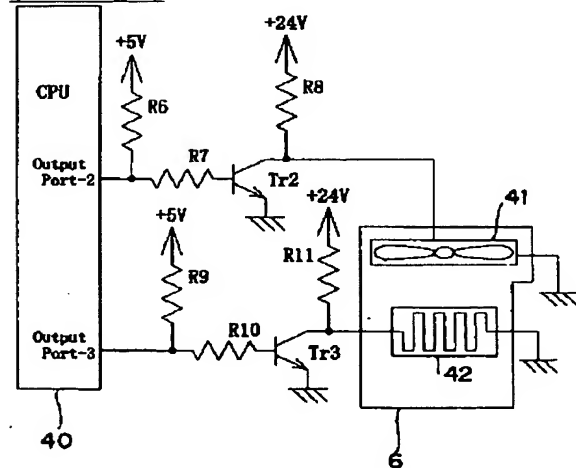 +5V
+24V
CPU
R6
R8
Output
Port-2
R7
Tr2
+5V
+24V
41
R9
R11
Output
Port-3
R10
Tr3
42
40
6